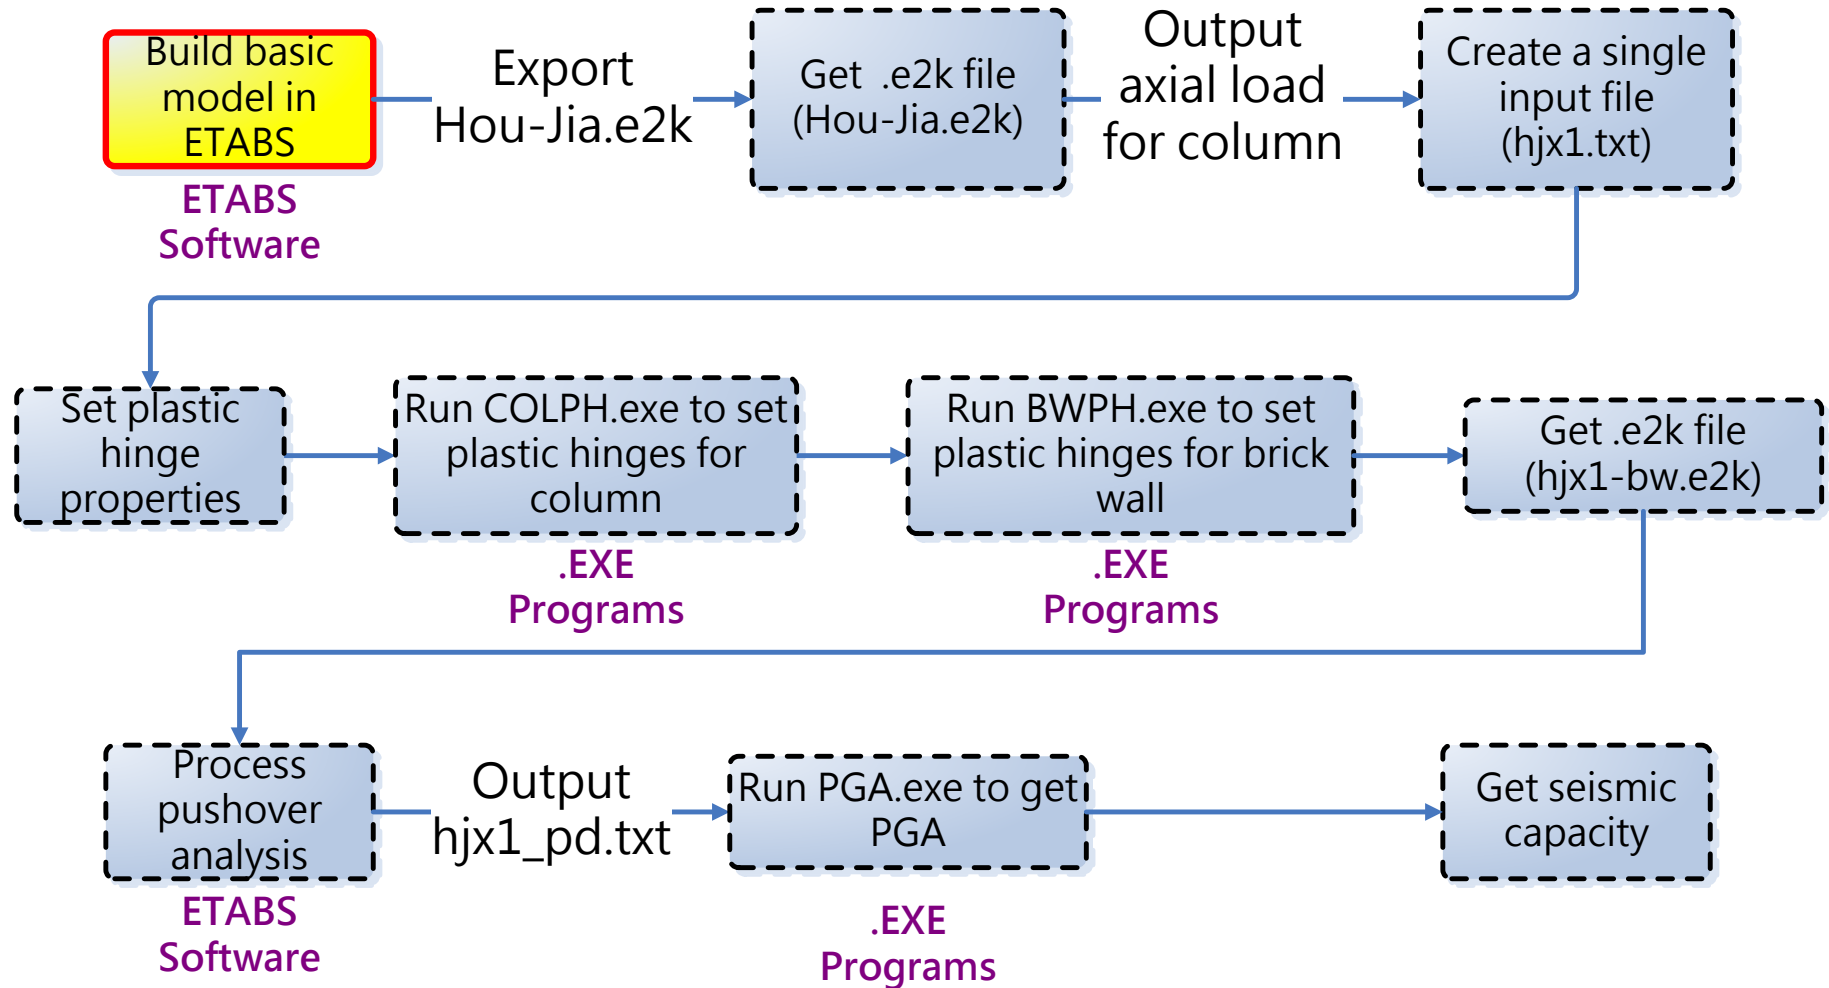 Build basic
model in
ETABS
ETABS
Software
Export
Hou-Jia.e2k
Get .e2k file
(Hou-Jia.e2k)
Output
axial load
for column
Create a single
input file
(hjx1.txt)
Set plastic
hinge
properties
Run COLPH.exe to set
plastic hinges for
column
.EXE
Programs
Run BWPH.exe to set
plastic hinges for brick
wall
.EXE
Programs
Get .e2k file
(hjx1-bw.e2k)
Process
pushover
analysis
ETABS
Software
Output
hjx1_pd.txt
Run PGA.exe to get
PGA
.EXE
Programs
Get seismic
capacity